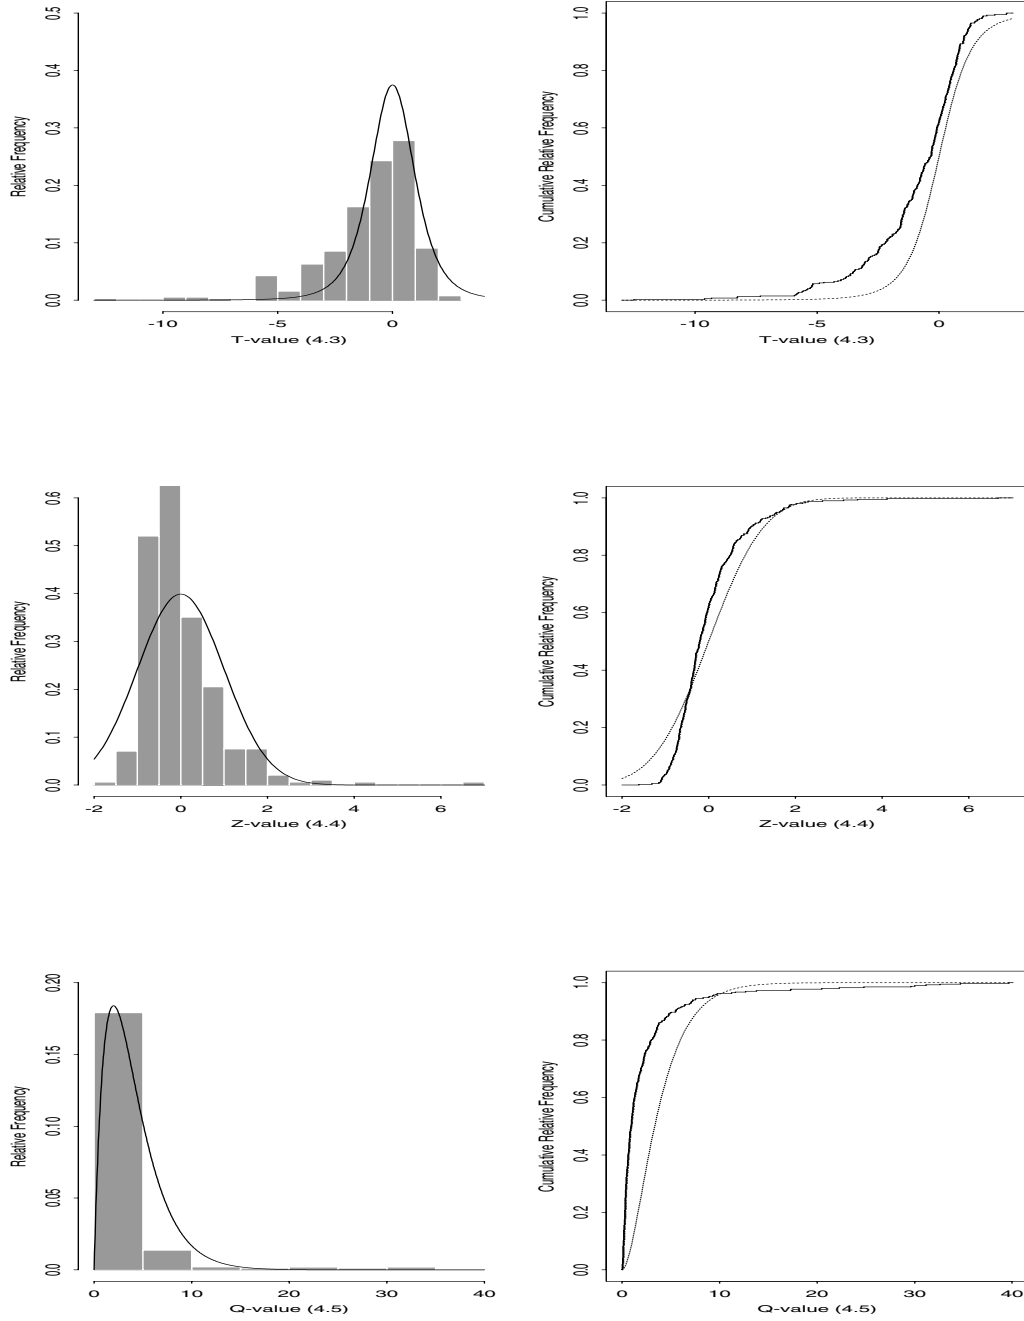 0.5
0.4
0.3
0.2
0.1
0.0
Relative Frequency
-10 -5 0
T-value (4.3)
1.0
0.8
0.6
0.4
0.2
0.0
Cumulative Relative Frequency
-10 -5 0
T-value (4.3)
0.6
0.5
0.4
0.3
0.2
0.1
0.0
Relative Frequency
-2 0 2 4 6
Z-value (4.4)
1.0
0.8
0.6
0.4
0.2
0.0
Cumulative Relative Frequency
-2 0 2 4 6
Z-value (4.4)
0.20
0.15
0.10
0.05
0.0
Relative Frequency
0 10 20 30 40
Q-value (4.5)
1.0
0.8
0.6
0.4
0.2
0.0
Cumulative Relative Frequency
0 10 20 30 40
Q-value (4.5)